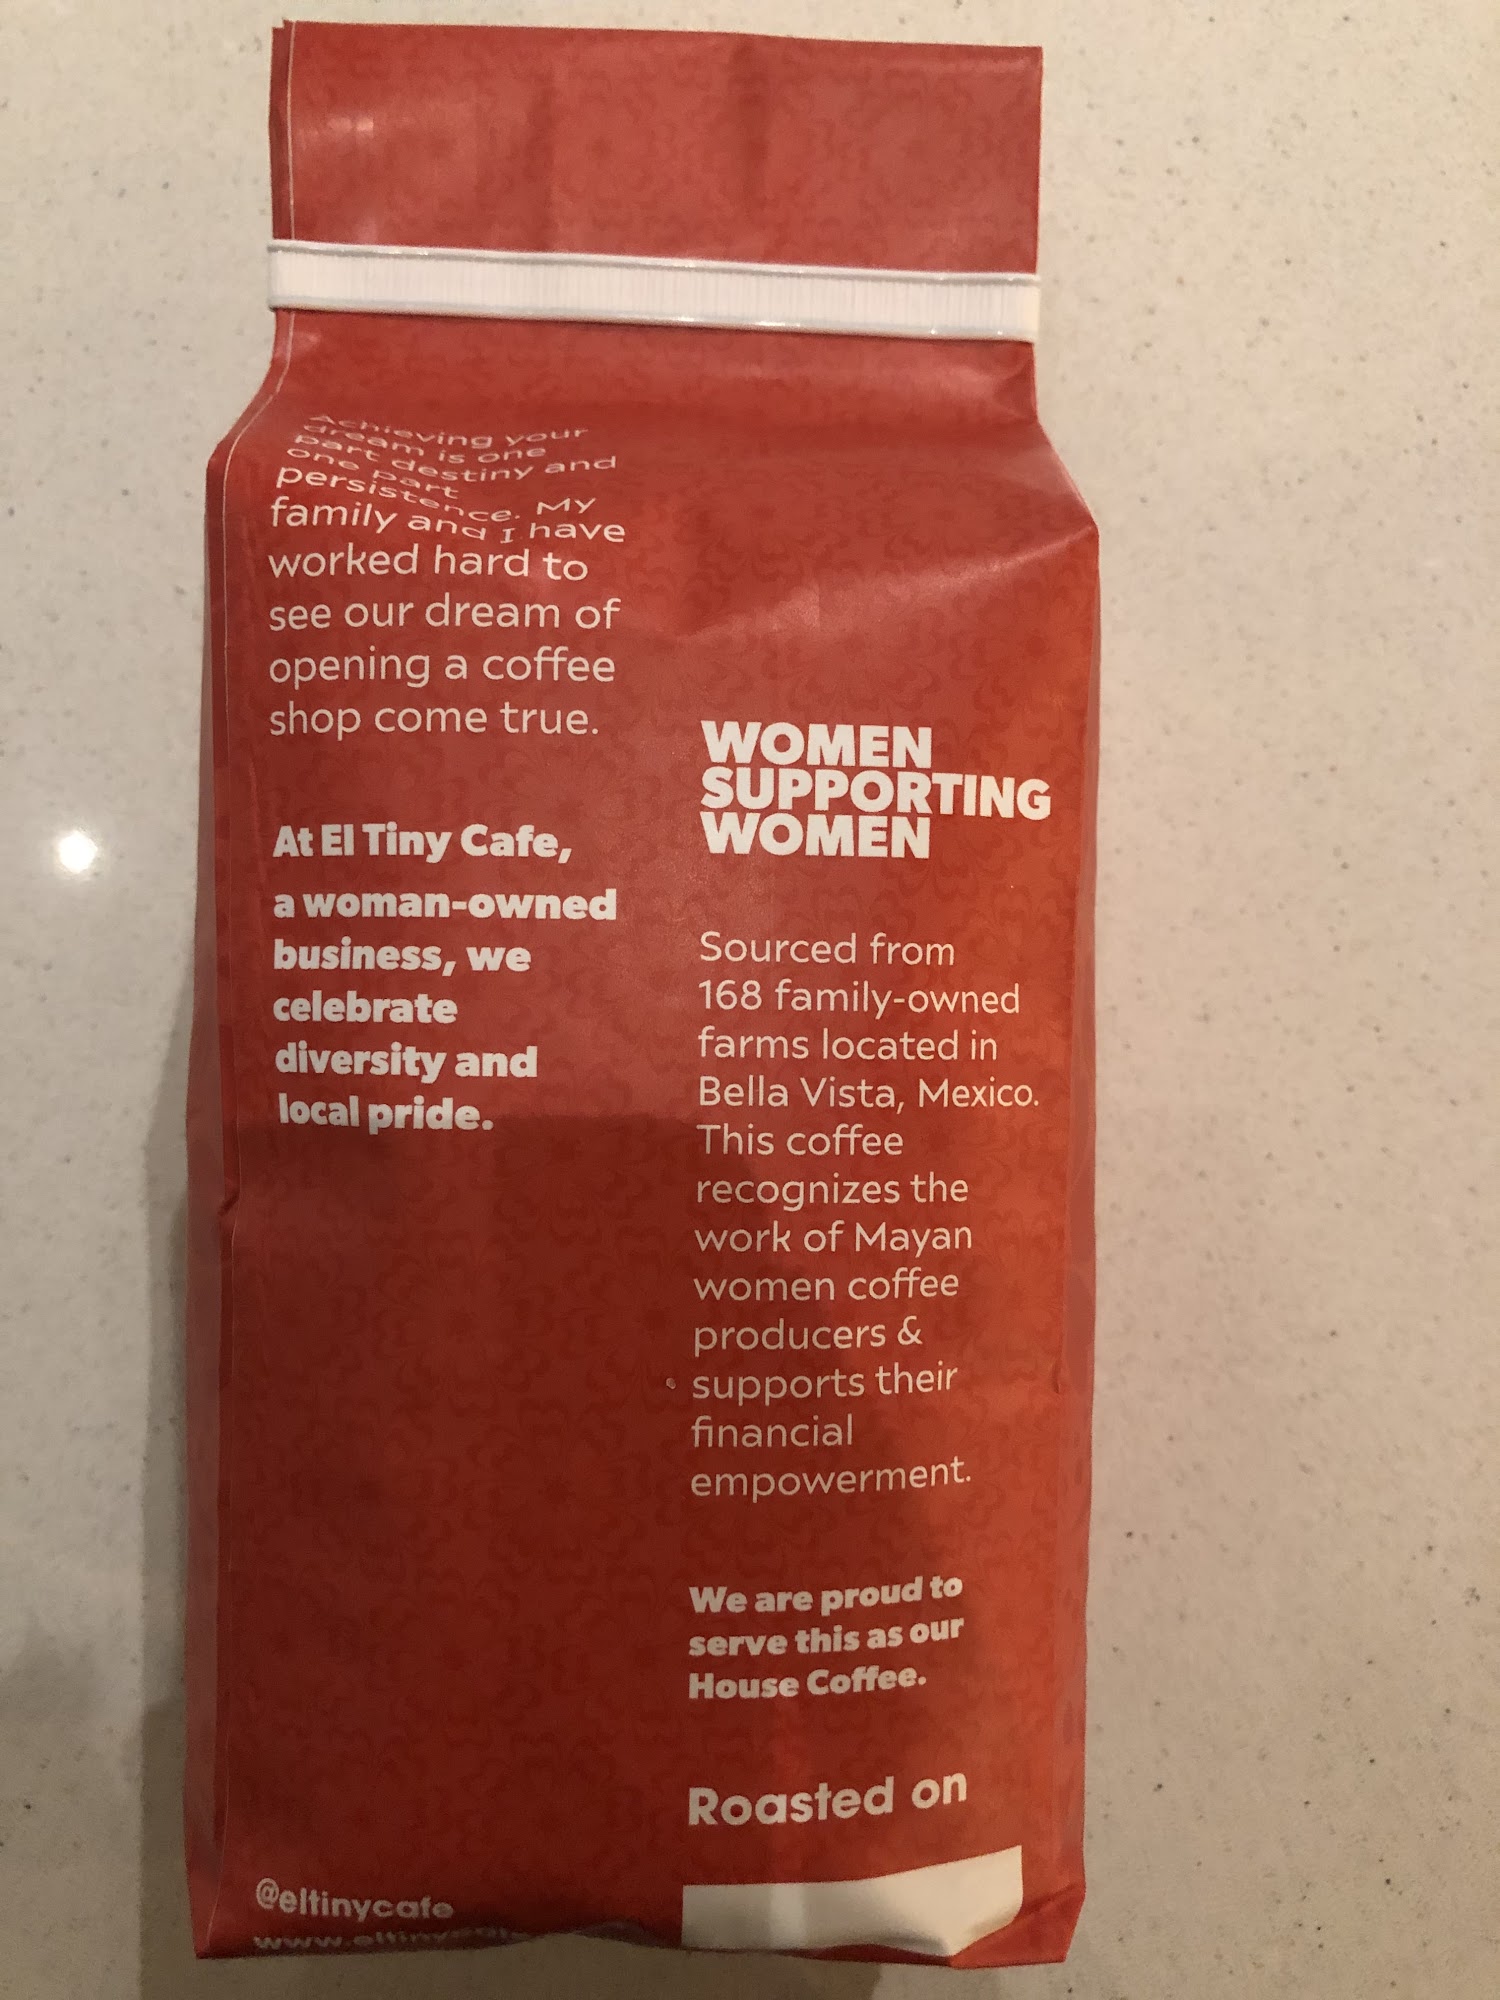 Achieving your
dream is one
part destiny and
one part
persistence. My
family and I have
worked hard to
see our dream of
opening a coffee
shop come true.
At El Tiny Cafe,
a woman-owned
business, we
celebrate
diversity and
local pride.
WOMEN
SUPPORTING
WOMEN
Sourced from
168 family-owned
farms located in
Bella Vista, Mexico.
This coffee
recognizes the
work of Mayan
women coffee
producers &
supports their
financial
empowerment.
We are proud to
serve this as our
House Coffee.
Roasted on
@eltinycafe